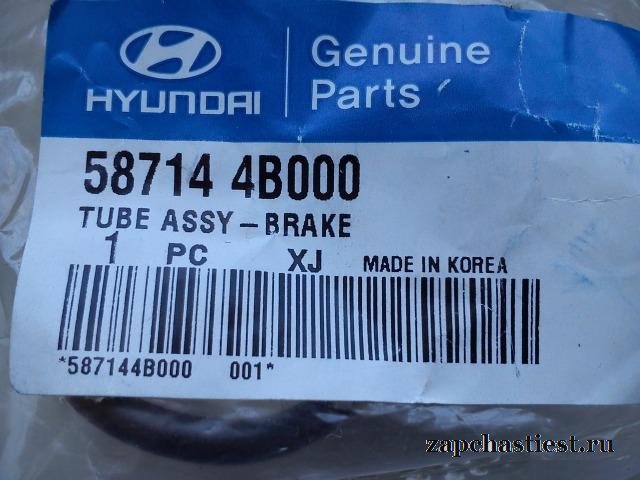 HYUNDAI
Genuine
Parts
58714 4B000
TUBE ASSY-BRAKE
1 PC XJ MADE IN KOREA
*587144B000 001*
zapchastiest.ru